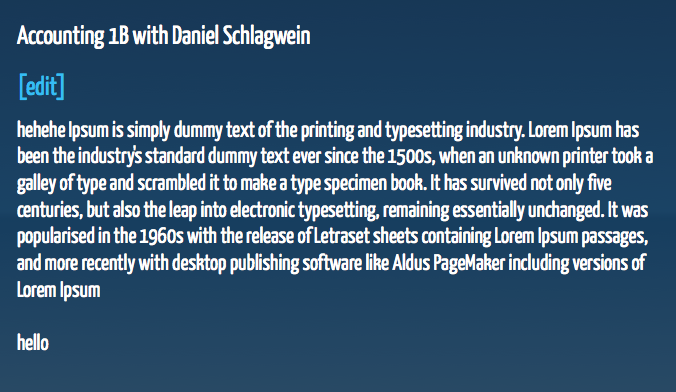 Accounting 1B with Daniel Schlagwein
[edit]
hehehe Ipsum is simply dummy text of the printing and typesetting industry. Lorem Ipsum has
been the industry's standard dummy text ever since the 1500s, when an unknown printer took a
galley of type and scrambled it to make a type specimen book. It has survived not only five
centuries, but also the leap into electronic typesetting, remaining essentially unchanged. It was
popularised in the 1960s with the release of Letraset sheets containing Lorem Ipsum passages,
and more recently with desktop publishing software like Aldus PageMaker including versions of
Lorem Ipsum
hello